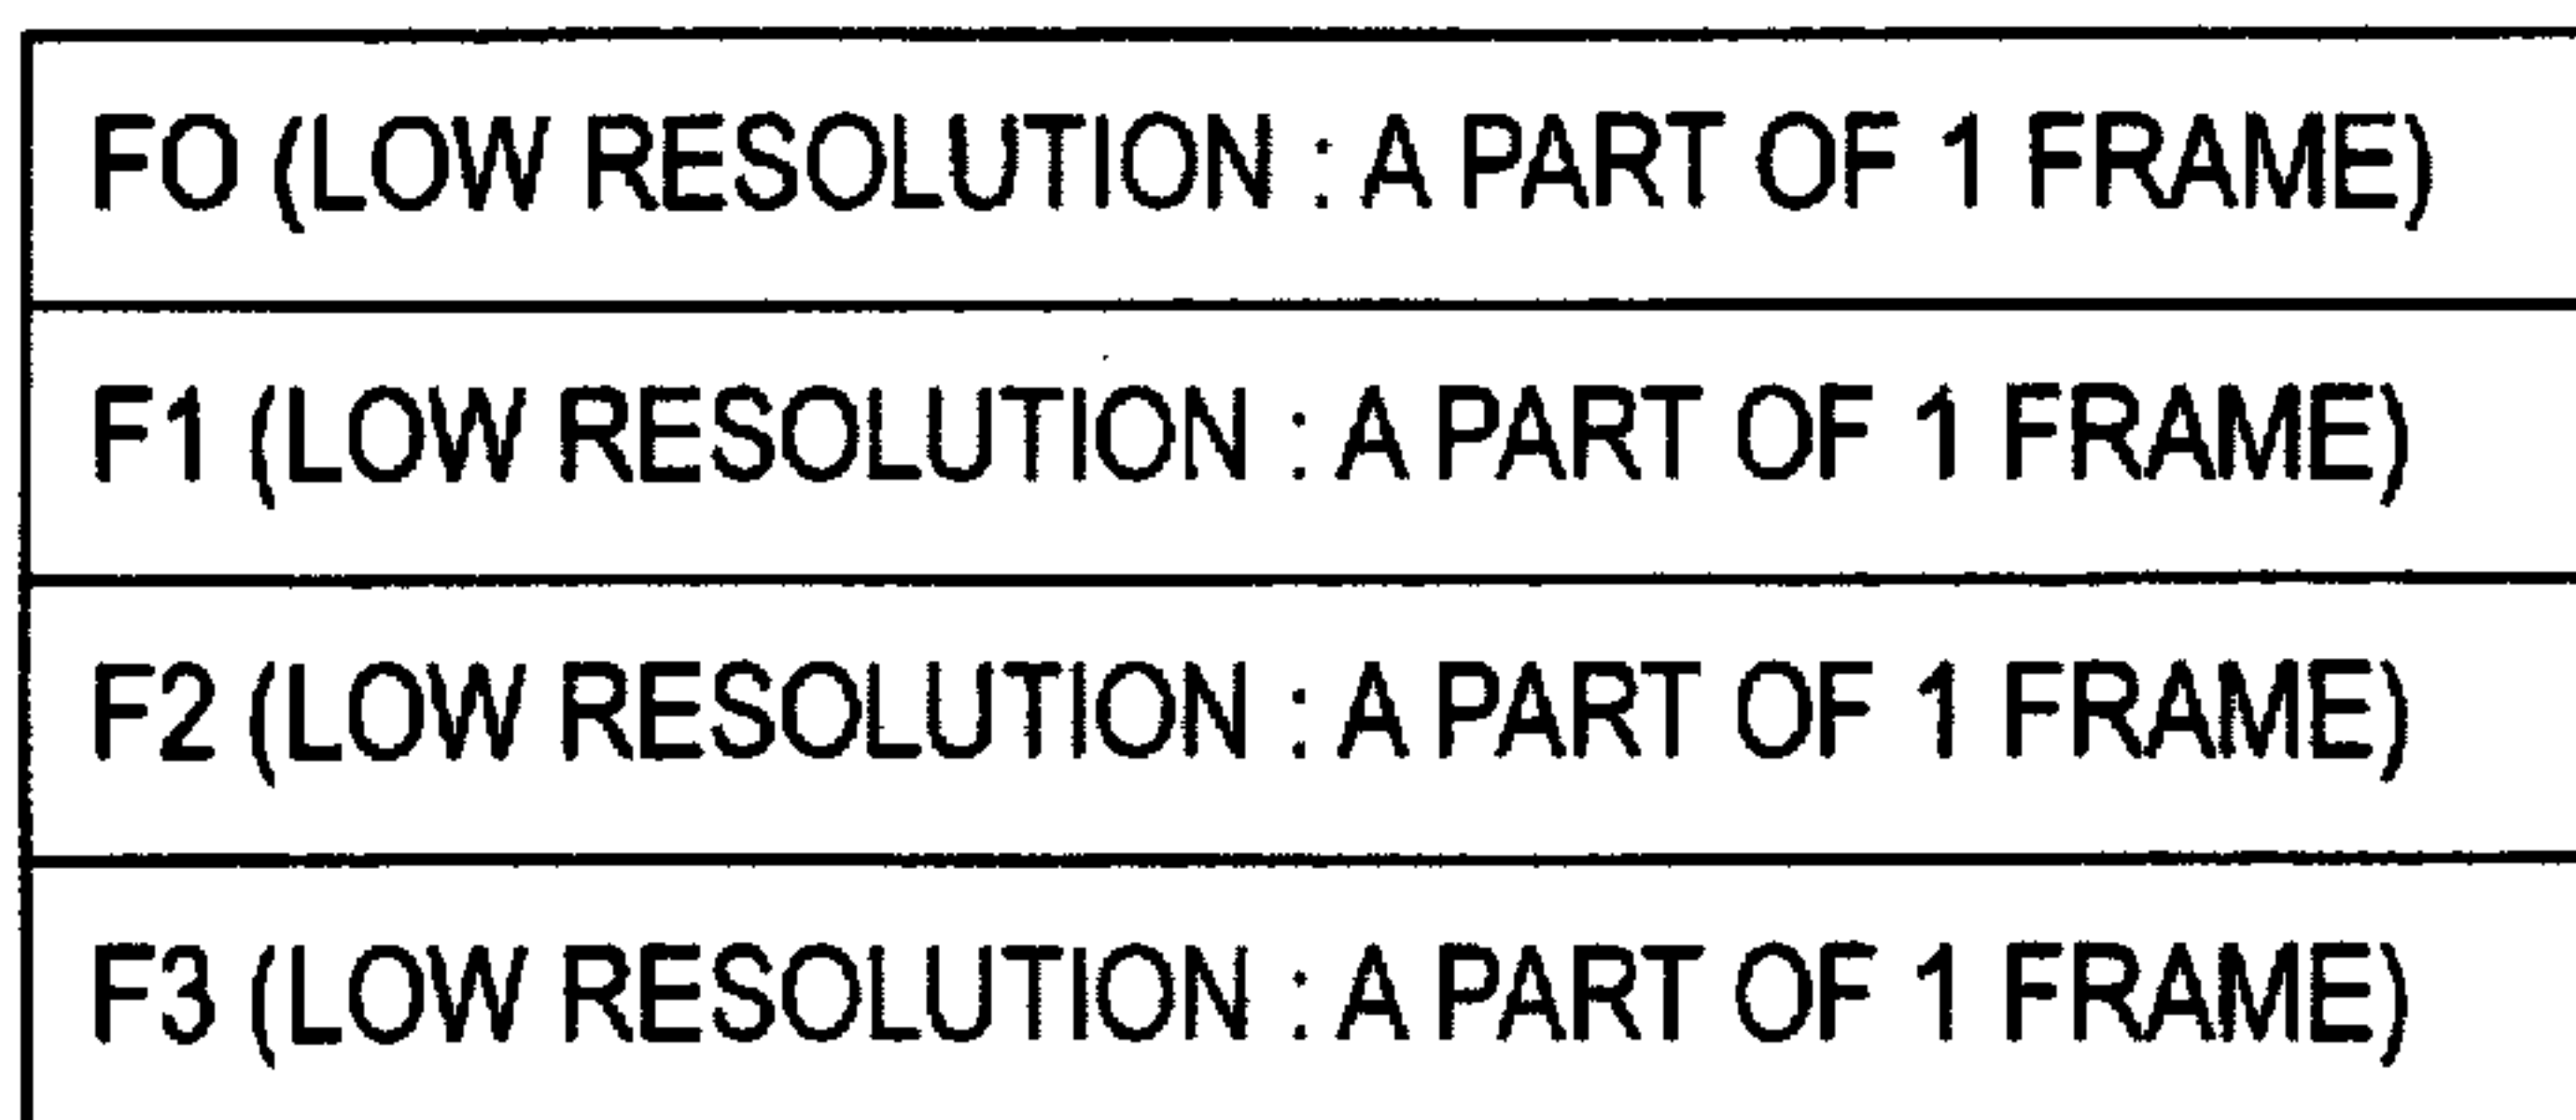 FO (LOW RESOLUTION : A PART OF 1 FRAME)
F1 (LOW RESOLUTION : A PART OF 1 FRAME)
F2 (LOW RESOLUTION : A PART OF 1 FRAME)
F3 (LOW RESOLUTION : A PART OF 1 FRAME)